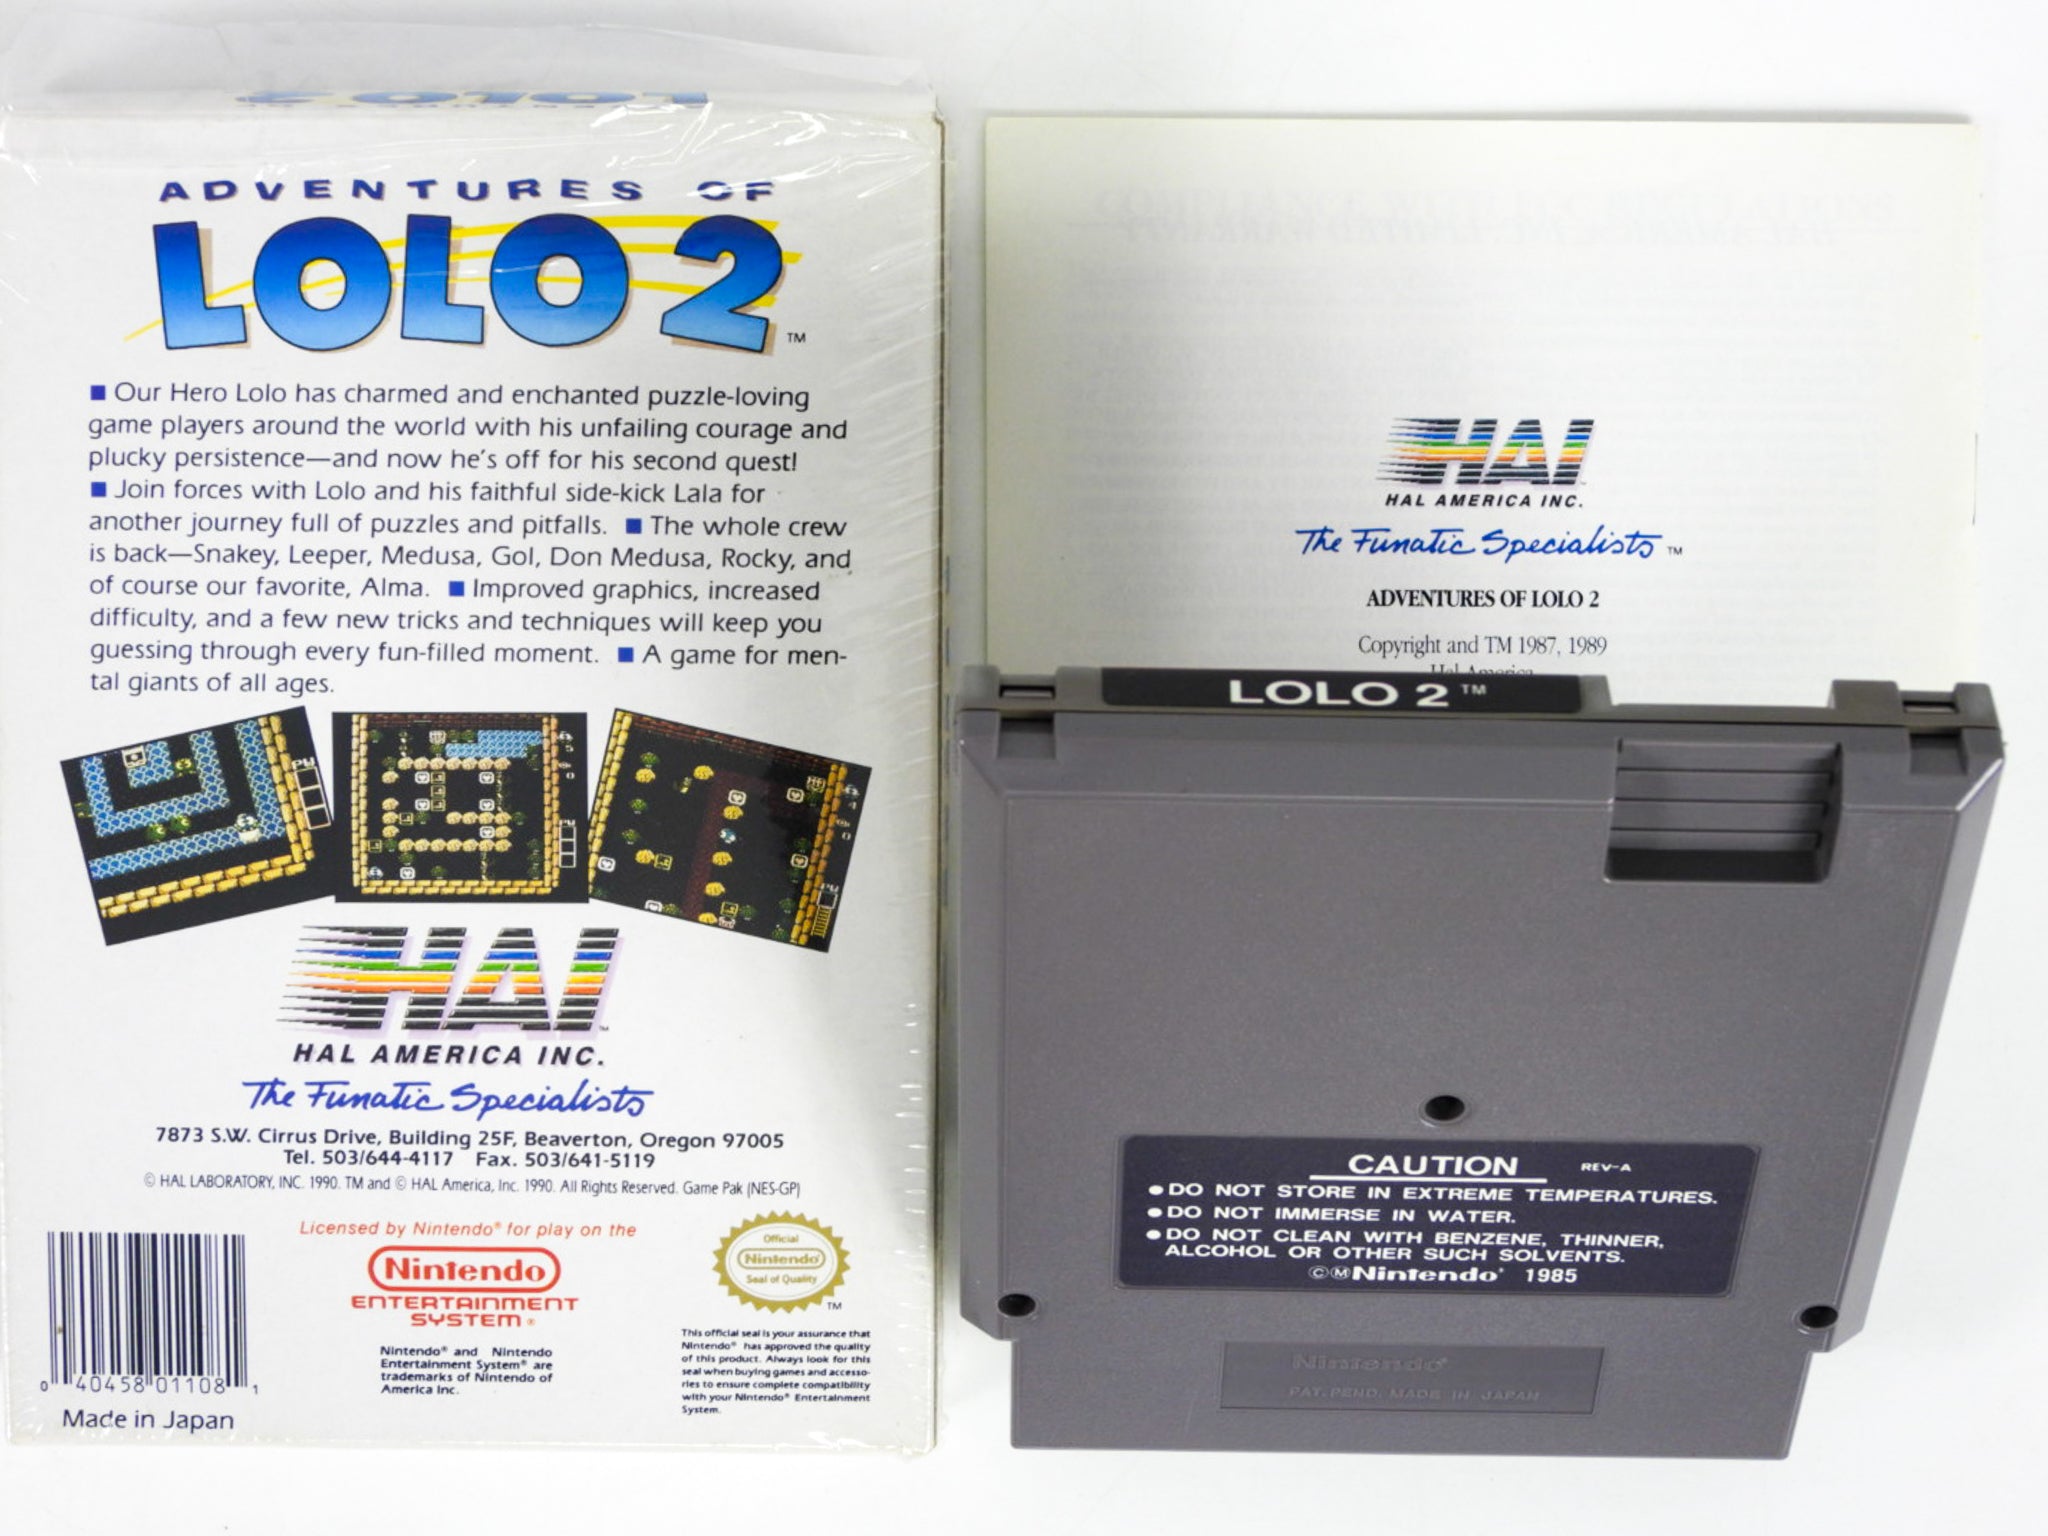 ADVENTURES OF
LOLO 2 ™
■ Our Hero Lolo has charmed and enchanted puzzle-loving
game players around the world with his unfailing courage and
plucky persistence—and now he's off for his second quest!
■ Join forces with Lolo and his faithful side-kick Lala for
another journey full of puzzles and pitfalls. ■ The whole crew
is back—Snakey, Leeper, Medusa, Gol, Don Medusa, Rocky, and
of course our favorite, Alma. ■ Improved graphics, increased
difficulty, and a few new tricks and techniques will keep you
guessing through every fun-filled moment. ■ A game for men-
tal giants of all ages.
HAL ™
HAL AMERICA INC.
The Funatic Specialists
7873 S.W. Cirrus Drive, Building 25F, Beaverton, Oregon 97005
Tel. 503/644-4117 Fax. 503/641-5119
© HAL LABORATORY, INC. 1990. TM and © HAL America, Inc. 1990. All Rights Reserved. Game Pak (NES-GP)
Licensed by Nintendo® for play on the
Nintendo
ENTERTAINMENT
SYSTEM®
Nintendo® and Nintendo
Entertainment System® are
trademarks of Nintendo of
America Inc.
Official
Nintendo
Seal of Quality
TM
This official seal is your assurance that
Nintendo® has approved the quality
of this product. Always look for this
seal when buying games and accesso-
ries to ensure complete compatibility
with your Nintendo® Entertainment
System.
0 40458 01108 1
Made in Japan
HAL
HAL AMERICA INC.
The Funatic Specialists ™
ADVENTURES OF LOLO 2
Copyright and TM 1987, 1989
Hal America
LOLO 2 ™
CAUTION REV-A
●DO NOT STORE IN EXTREME TEMPERATURES.
●DO NOT IMMERSE IN WATER.
●DO NOT CLEAN WITH BENZENE, THINNER,
ALCOHOL OR OTHER SUCH SOLVENTS.
©Ⓜ Nintendo® 1985
Nintendo®
PAT. PEND. MADE IN JAPAN